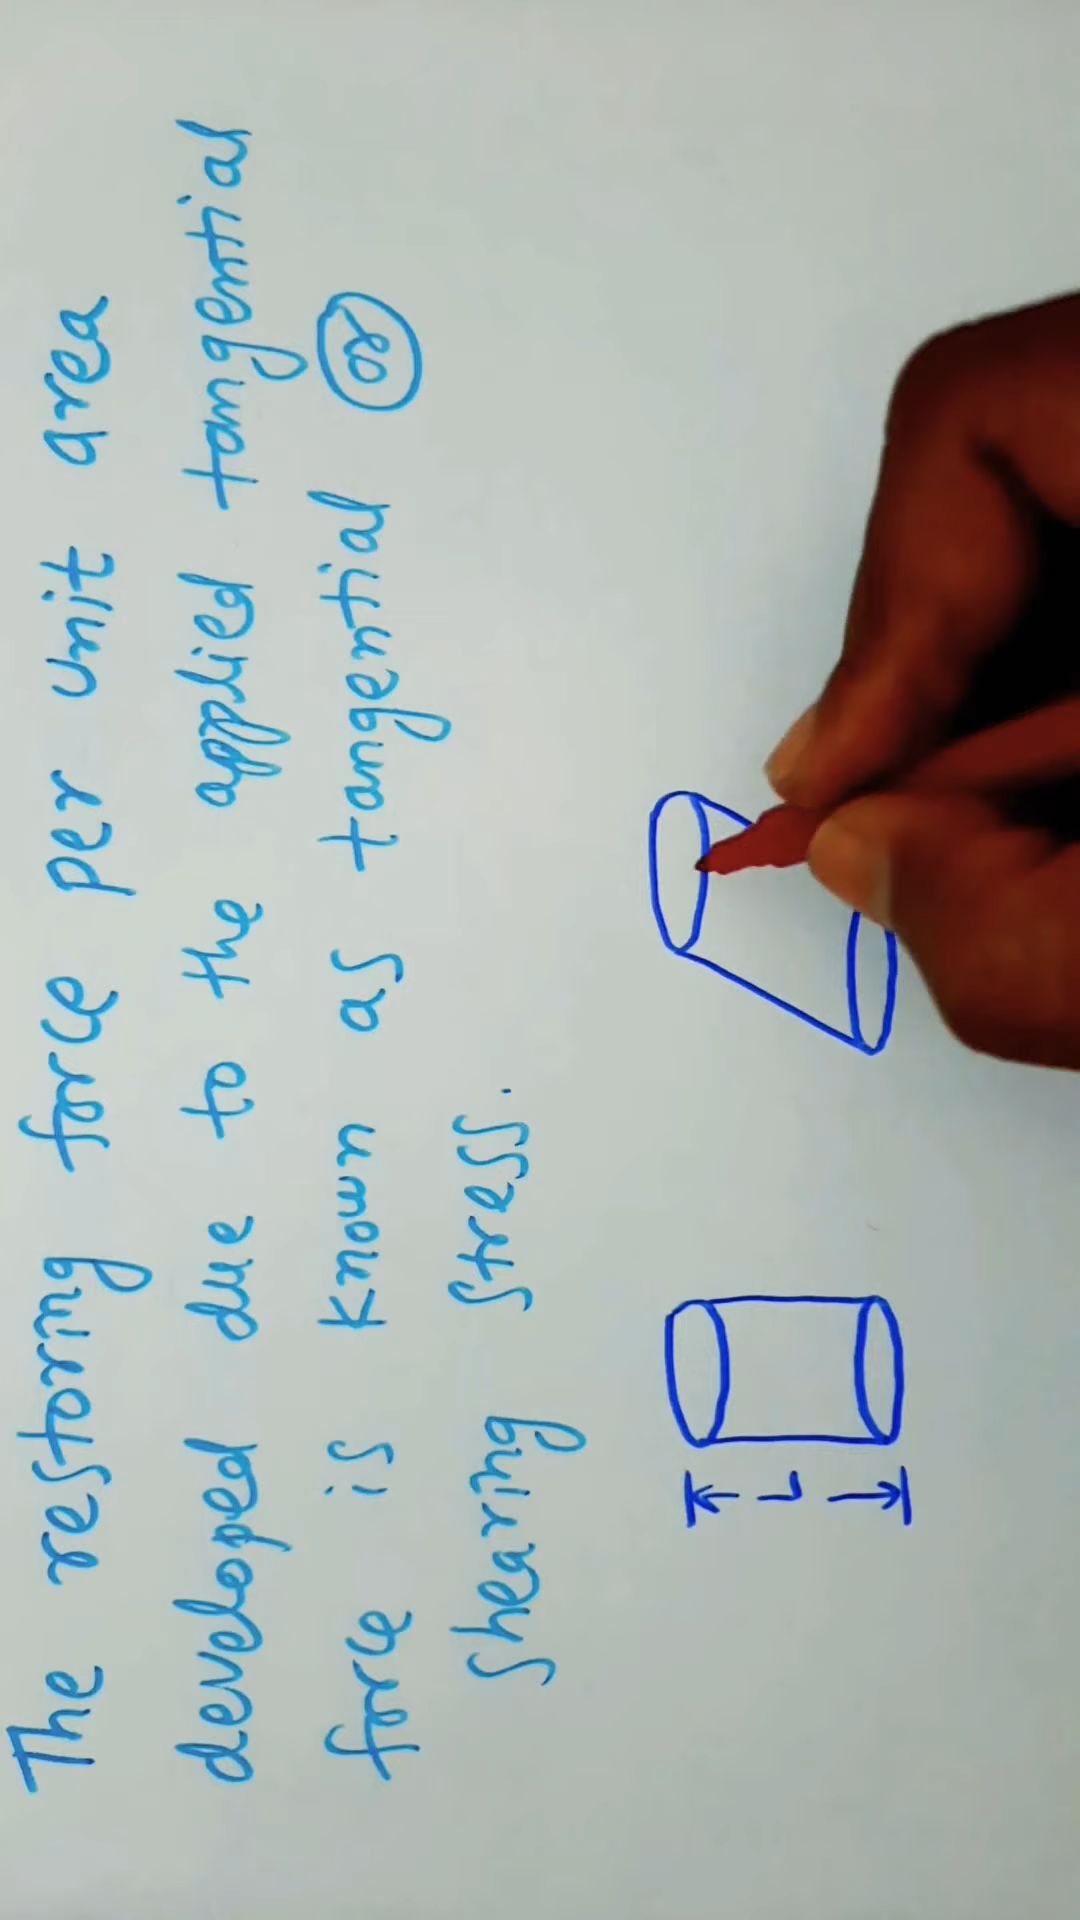 The restoring force per unit area
developed due to the applied tangential
force is known as tangential or
shearing stress.
L